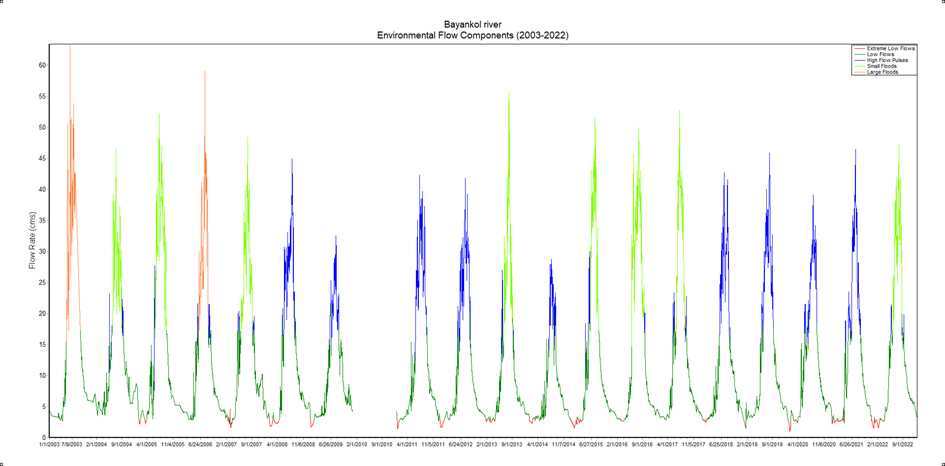 Bayankol river
Environmental Flow Components (2003-2022)
Extreme Low Flows
Low Flows
High Flow Pulses
Small Floods
Large Floods
Flow Rate (cms)
60
55
50
45
40
35
30
25
20
15
10
5
0
1/1/2003 7/9/2003 2/1/2004 9/1/2004 4/1/2005 11/4/2005 6/24/2006 2/1/2007 9/1/2007 4/1/2008 11/8/2008 6/26/2009 2/1/2010 9/1/2010 4/1/2011 11/5/2011 6/24/2012 2/1/2013 9/1/2013 4/1/2014 11/7/2014 6/27/2015 2/1/2016 9/1/2016 4/1/2017 11/5/2017 6/25/2018 2/1/2019 9/1/2019 4/1/2020 11/6/2020 6/26/2021 2/1/2022 9/1/2022